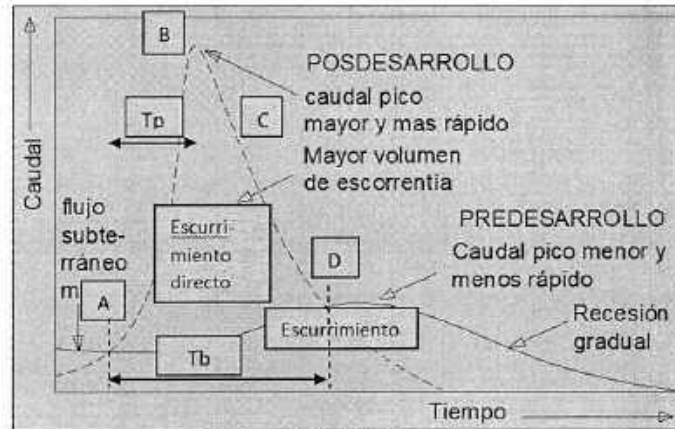 B
POSDESARROLLO
caudal pico
mayor y mas rápido
Tp
C
Mayor volumen
de escorrentía
Caudal
flujo
subte-
rráneo
m
Escurri-
miento
directo
PREDESARROLLO
Caudal pico menor y
menos rápido
D
A
Escurrimiento
Recesión
gradual
Tb
Tiempo